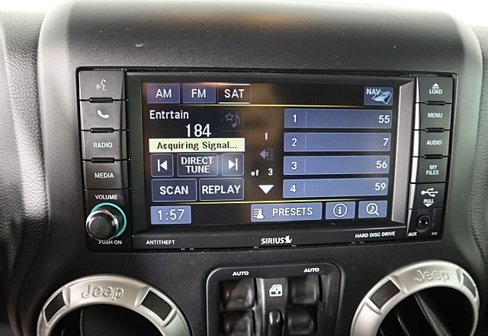 AM FM SAT NAV
LOAD
Entrtain
184
Acquiring Signal...
DIRECT
TUNE
SCAN REPLAY
1:57
1
of 3
1 55
2 7
3 56
4 59
PRESETS
RADIO
MEDIA
VOLUME
PUSH ON
MENU
AUDIO
MY
FILES
PULL
AUX
ANTITHEFT SIRIUS HARD DISC DRIVE
AUTO AUTO
Jeep Jeep